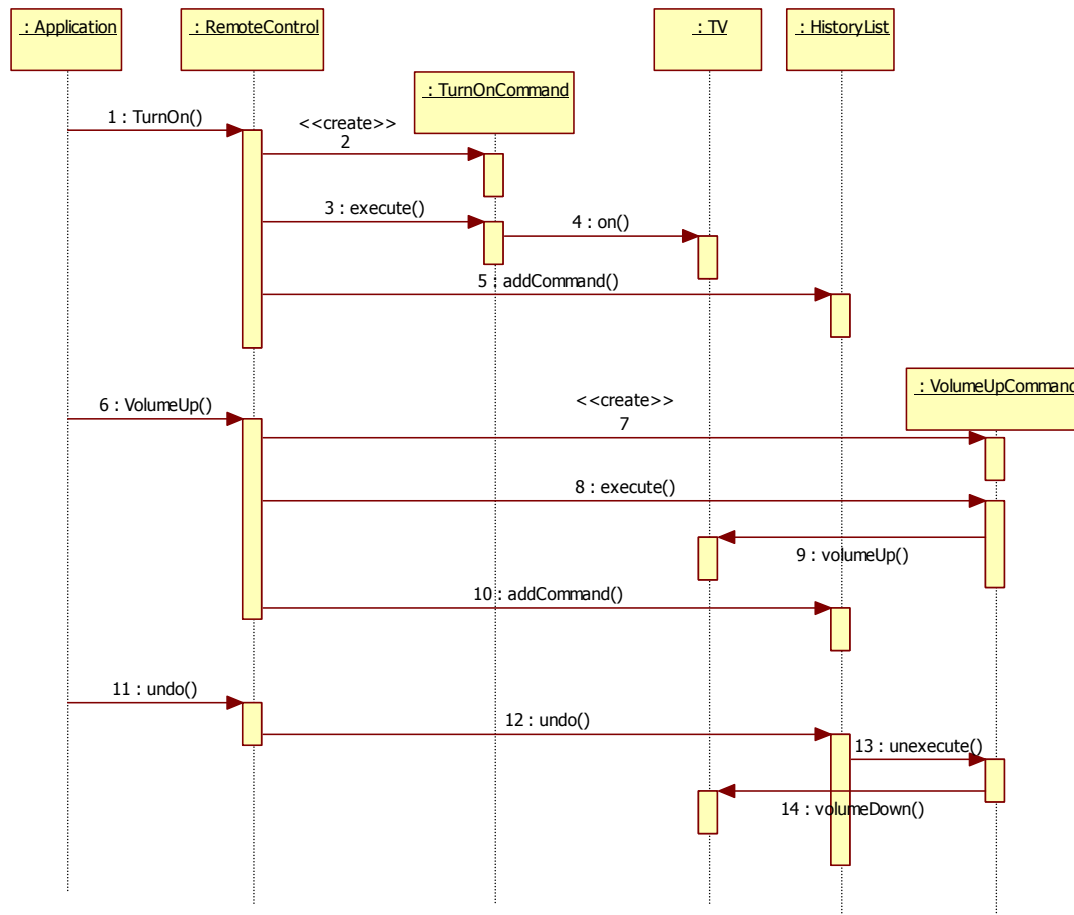 : Application
: RemoteControl
: TV
: HistoryList
: TurnOnCommand
1 : TurnOn()
<<create>>
2
3 : execute()
4 : on()
5 : addCommand()
: VolumeUpCommand
6 : VolumeUp()
<<create>>
7
8 : execute()
9 : volumeUp()
10 : addCommand()
11 : undo()
12 : undo()
13 : unexecute()
14 : volumeDown()